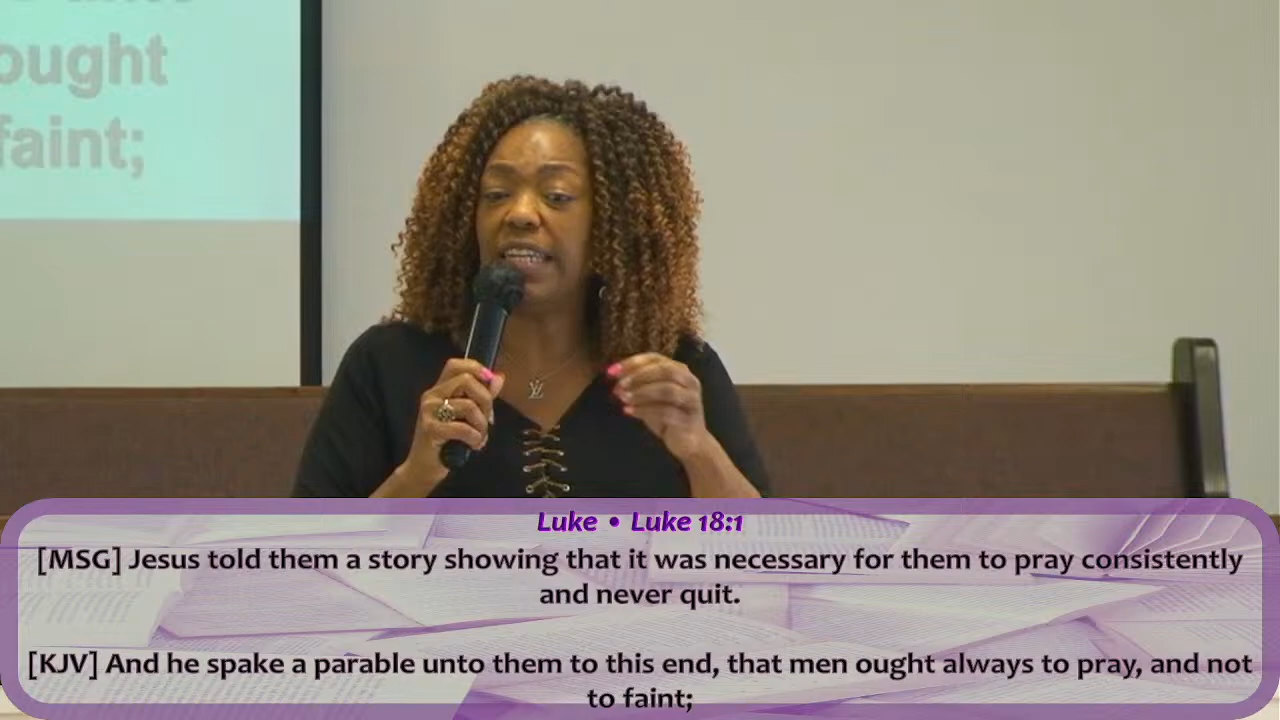 ought
faint;
Luke • Luke 18:1
[MSG] Jesus told them a story showing that it was necessary for them to pray consistently
and never quit.
[KJV] And he spake a parable unto them to this end, that men ought always to pray, and not
to faint;